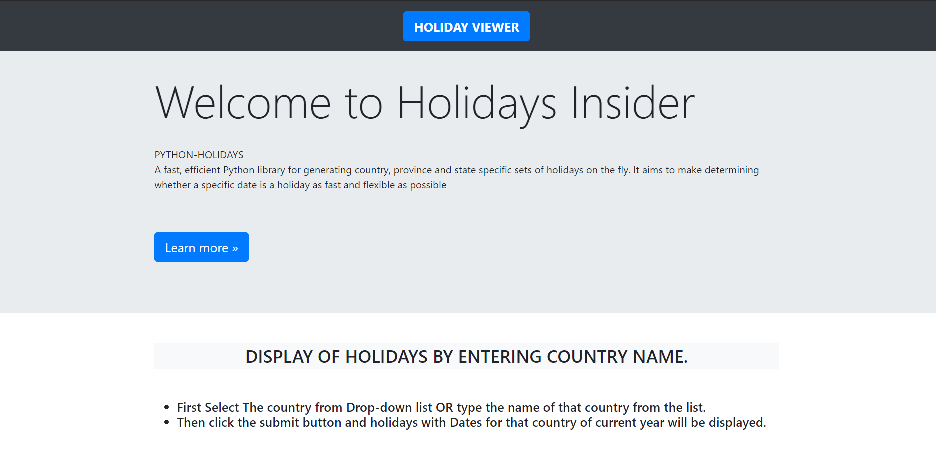 HOLIDAY VIEWER
Welcome to Holidays Insider
PYTHON-HOLIDAYS
A fast, efficient Python library for generating country, province and state specific sets of holidays on the fly. It aims to make determining
whether a specific date is a holiday as fast and flexible as possible
Learn more »
DISPLAY OF HOLIDAYS BY ENTERING COUNTRY NAME.
• First Select The country from Drop-down list OR type the name of that country from the list.
• Then click the submit button and holidays with Dates for that country of current year will be displayed.